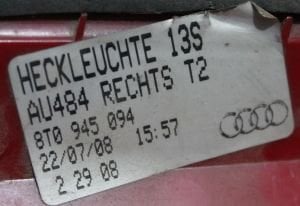 HECKLEUCHTE 13S
AU484 RECHTS T2
8T0 945 094
22/07/08 15:57
2 29 08